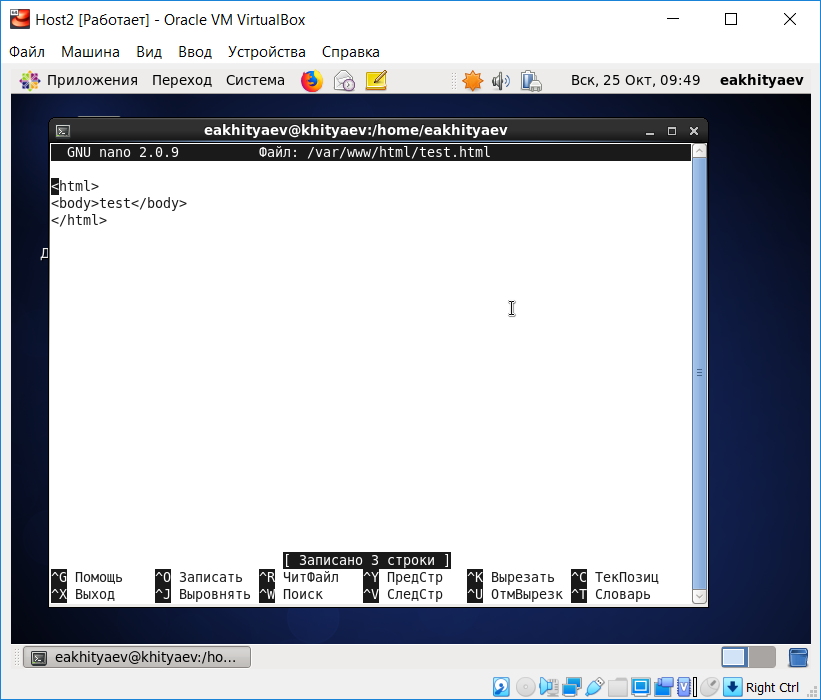 Host2 [Работает] - Oracle VM VirtualBox
Файл Машина Вид Ввод Устройства Справка
Приложения Переход Система Вск, 25 Окт, 09:49 eakhityaev
eakhityaev@khityaev:/home/eakhityaev
GNU nano 2.0.9 Файл: /var/www/html/test.html
<html>
<body>test</body>
</html>
Д
[ Записано 3 строки ]
^G Помощь ^O Записать ^R ЧитФайл ^Y ПредСтр ^K Вырезать ^C ТекПозиц
^X Выход ^J Выровнять ^W Поиск ^V СледСтр ^U ОтмВырезк ^T Словарь
eakhityaev@khityaev:/ho...
Right Ctrl